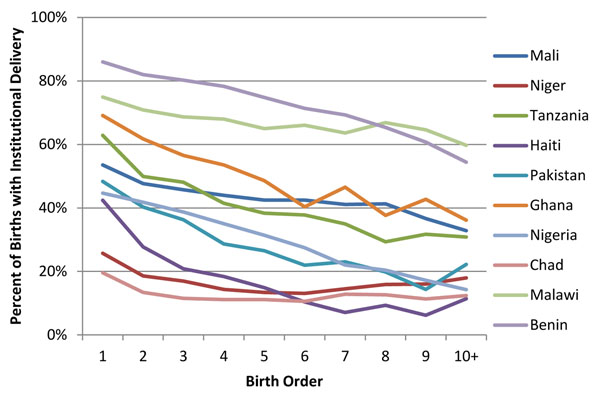 100%
80%
60%
40%
20%
0%
Percent of Births with Institutional Delivery
1 2 3 4 5 6 7 8 9 10+
Birth Order
Mali
Niger
Tanzania
Haiti
Pakistan
Ghana
Nigeria
Chad
Malawi
Benin